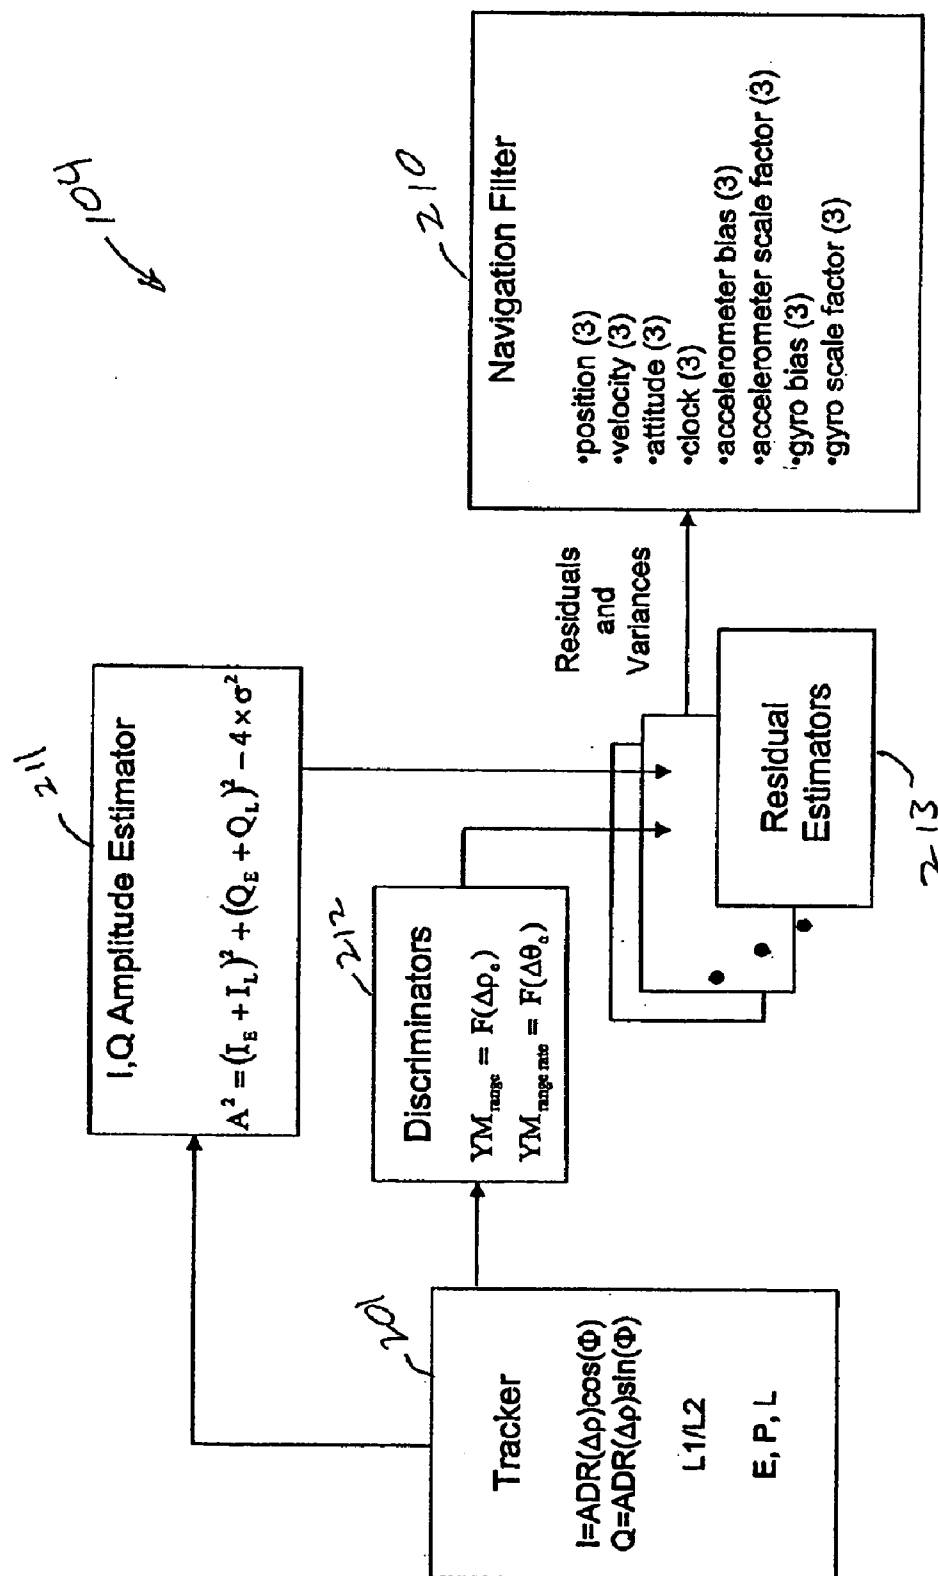 104
211
I,Q Amplitude Estimator
A² = (I_E + I_L)² + (Q_E + Q_L)² − 4 × σ²
201
Tracker
I=ADR(Δρ)cos(Φ)
Q=ADR(Δρ)sin(Φ)
L1/L2
E, P, L
212
Discriminators
YM_range = F(Δρ_e)
YM_range rate = F(Δθ_e)
Residuals
and
Variances
Residual
Estimators
213
210
Navigation Filter
•position (3)
•velocity (3)
•attitude (3)
•clock (3)
•accelerometer bias (3)
•accelerometer scale factor (3)
•gyro bias (3)
•gyro scale factor (3)